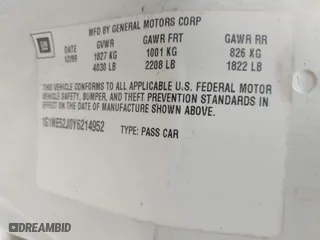 MFD BY GENERAL MOTORS CORP
GM
DATE GVWR GAWR FRT GAWR RR
12/99 1827 KG 1001 KG 826 KG
4030 LB 2208 LB 1822 LB
THIS VEHICLE CONFORMS TO ALL APPLICABLE U.S. FEDERAL MOTOR
VEHICLE SAFETY, BUMPER, AND THEFT PREVENTION STANDARDS IN
EFFECT ON THE DATE OF MANUFACTURE SHOWN ABOVE.
1G1NE52J0Y6214952 TYPE: PASS CAR
DREAMBID